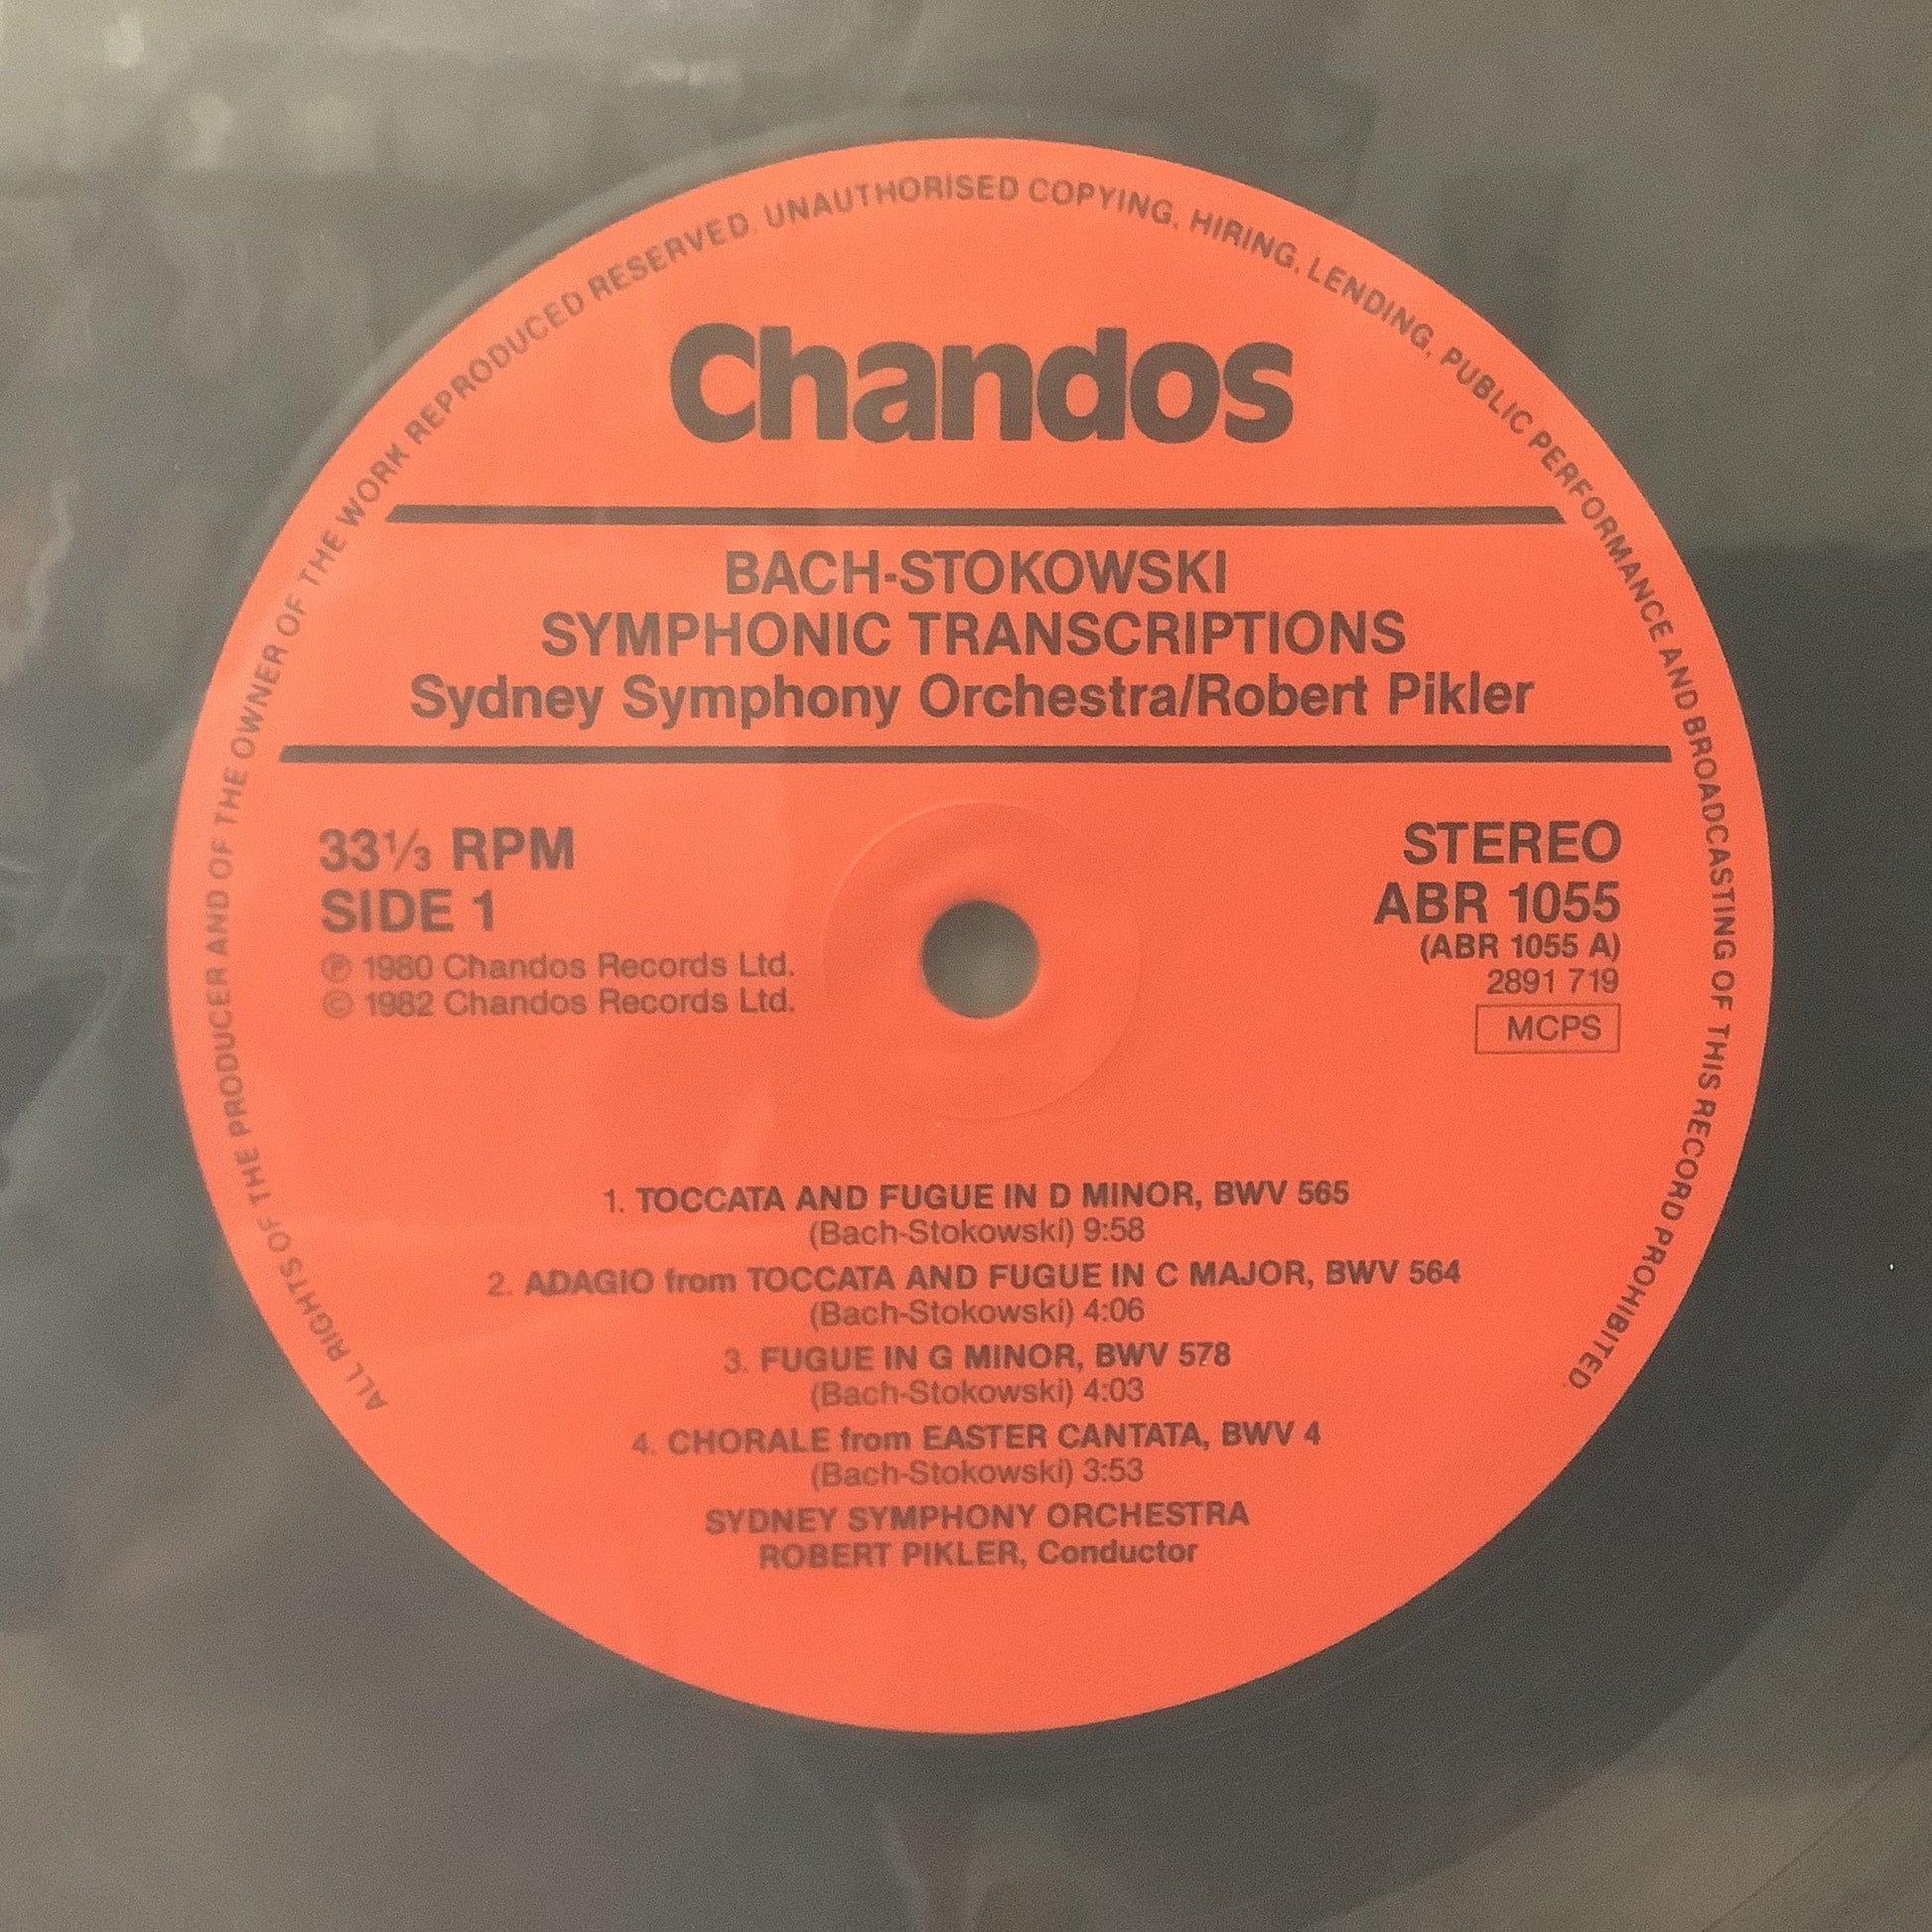 ALL RIGHTS OF THE PRODUCER AND OF THE OWNER OF THE WORK REPRODUCED RESERVED. UNAUTHORISED COPYING, HIRING, LENDING, PUBLIC PERFORMANCE AND BROADCASTING OF THIS RECORD PROHIBITED.
Chandos
BACH-STOKOWSKI
SYMPHONIC TRANSCRIPTIONS
Sydney Symphony Orchestra/Robert Pikler
33⅓ RPM
SIDE 1
℗ 1980 Chandos Records Ltd.
© 1982 Chandos Records Ltd.
STEREO
ABR 1055
(ABR 1055 A)
2891 719
MCPS
1. TOCCATA AND FUGUE IN D MINOR, BWV 565
(Bach-Stokowski) 9:58
2. ADAGIO from TOCCATA AND FUGUE IN C MAJOR, BWV 564
(Bach-Stokowski) 4:06
3. FUGUE IN G MINOR, BWV 578
(Bach-Stokowski) 4:03
4. CHORALE from EASTER CANTATA, BWV 4
(Bach-Stokowski) 3:53
SYDNEY SYMPHONY ORCHESTRA
ROBERT PIKLER, Conductor